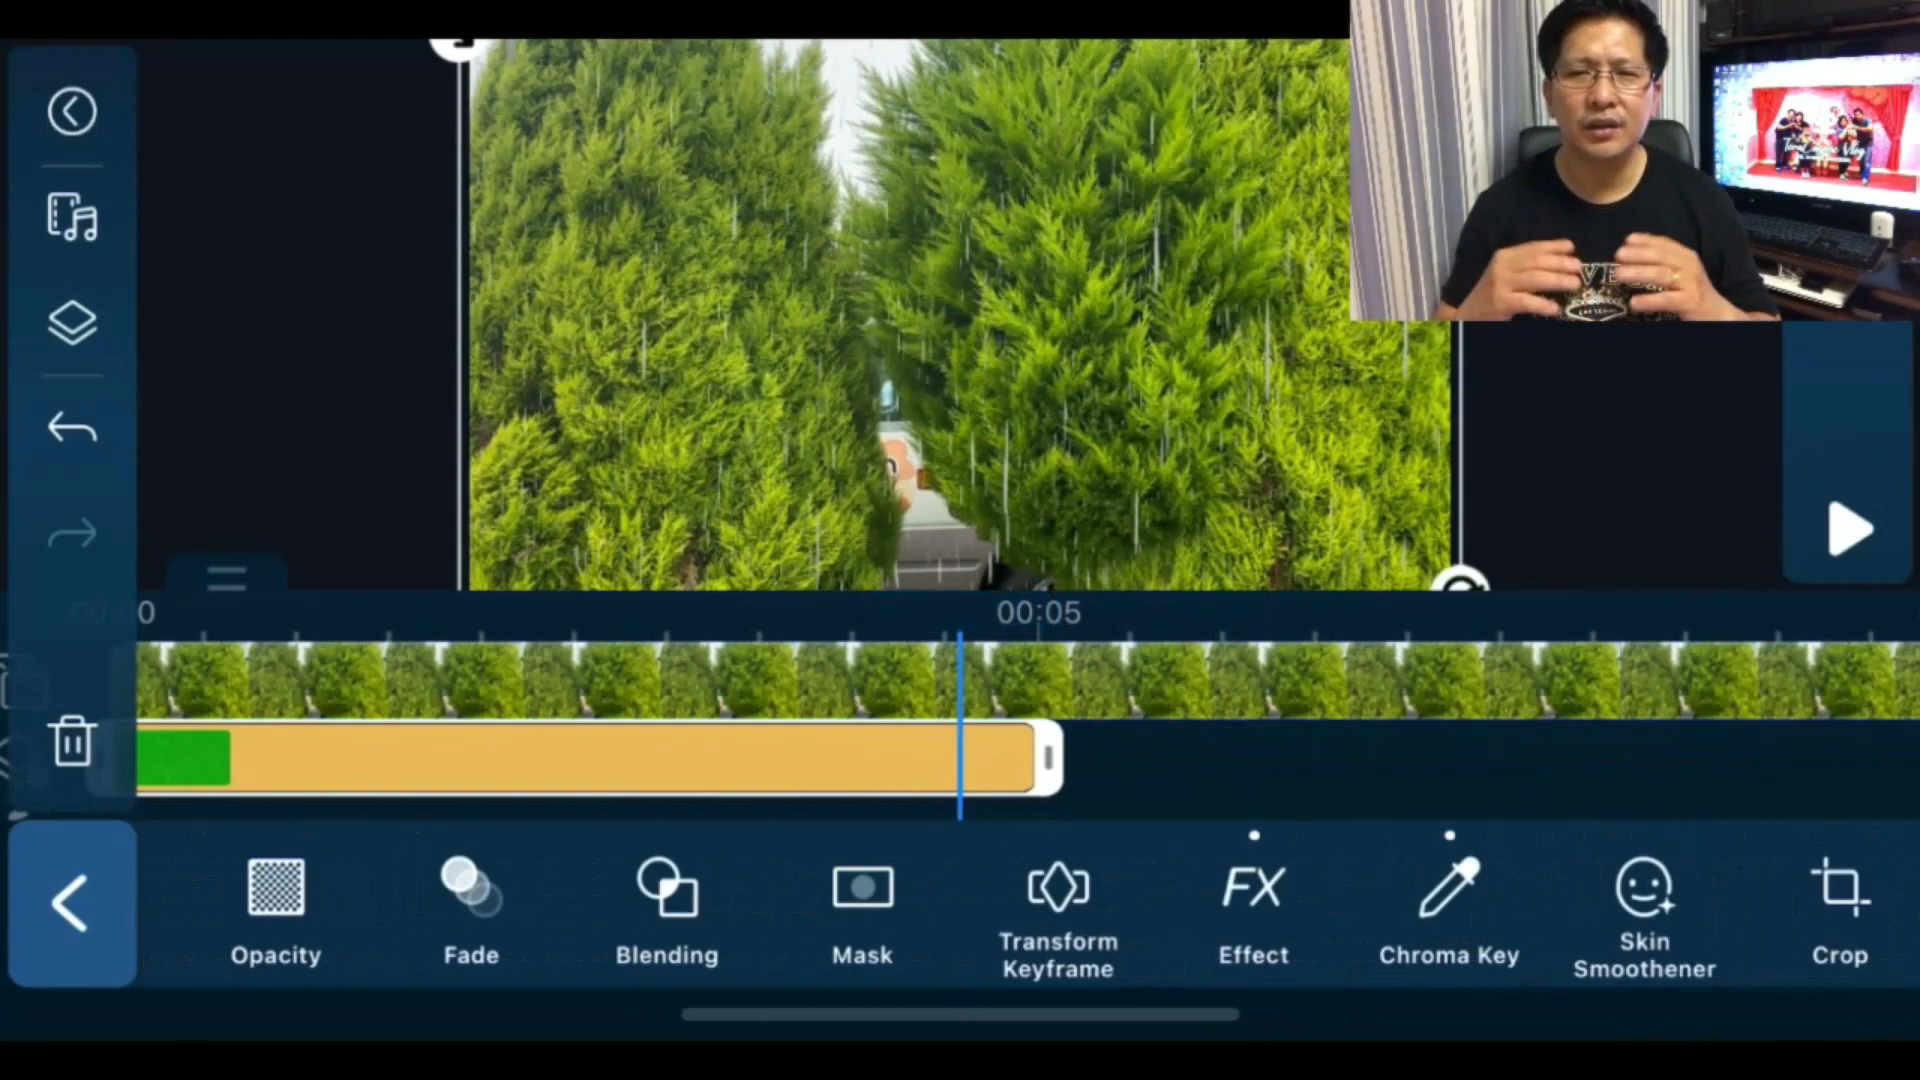 00:05
Opacity
Fade
Blending
Mask
Transform
Keyframe
FX
Effect
Chroma Key
Skin
Smoothener
Crop